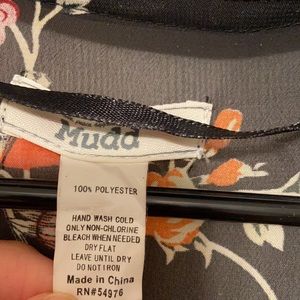 Mudd
100% POLYESTER
HAND WASH COLD
ONLY NON-CHLORINE
BLEACH WHEN NEEDED
DRY FLAT
LEAVE UNTIL DRY
DO NOT IRON
Made in China
RN#54976